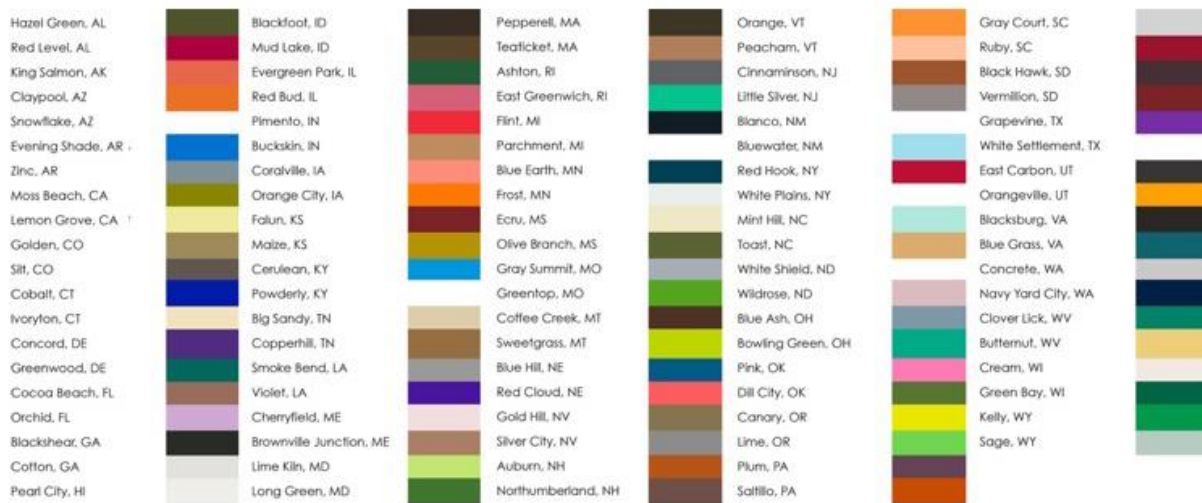 Hazel Green, AL
Red Level, AL
King Salmon, AK
Claypool, AZ
Snowflake, AZ
Evening Shade, AR
Zinc, AR
Moss Beach, CA
Lemon Grove, CA
Golden, CO
Silt, CO
Cobalt, CT
Ivoryton, CT
Concord, DE
Greenwood, DE
Cocoa Beach, FL
Orchid, FL
Blackshear, GA
Cotton, GA
Pearl City, HI
Blackfoot, ID
Mud Lake, ID
Evergreen Park, IL
Red Bud, IL
Pimento, IN
Buckskin, IN
Coralville, IA
Orange City, IA
Falun, KS
Maize, KS
Cerulean, KY
Powderly, KY
Big Sandy, TN
Copperhill, TN
Smoke Bend, LA
Violet, LA
Cherryfield, ME
Brownville Junction, ME
Lime Kiln, MD
Long Green, MD
Pepperell, MA
Teaticket, MA
Ashton, RI
East Greenwich, RI
Flint, MI
Parchment, MI
Blue Earth, MN
Frost, MN
Ecru, MS
Olive Branch, MS
Gray Summit, MO
Greentop, MO
Coffee Creek, MT
Sweetgrass, MT
Blue Hill, NE
Red Cloud, NE
Gold Hill, NV
Silver City, NV
Auburn, NH
Northumberland, NH
Orange, VT
Peacham, VT
Cinnaminson, NJ
Little Silver, NJ
Blanco, NM
Bluewater, NM
Red Hook, NY
White Plains, NY
Mint Hill, NC
Toast, NC
White Shield, ND
Wildrose, ND
Blue Ash, OH
Bowling Green, OH
Pink, OK
Dill City, OK
Canary, OR
Lime, OR
Plum, PA
Saltillo, PA
Gray Court, SC
Ruby, SC
Black Hawk, SD
Vermillion, SD
Grapevine, TX
White Settlement, TX
East Carbon, UT
Orangeville, UT
Blacksburg, VA
Blue Grass, VA
Concrete, WA
Navy Yard City, WA
Clover Lick, WV
Butternut, WV
Cream, WI
Green Bay, WI
Kelly, WY
Sage, WY